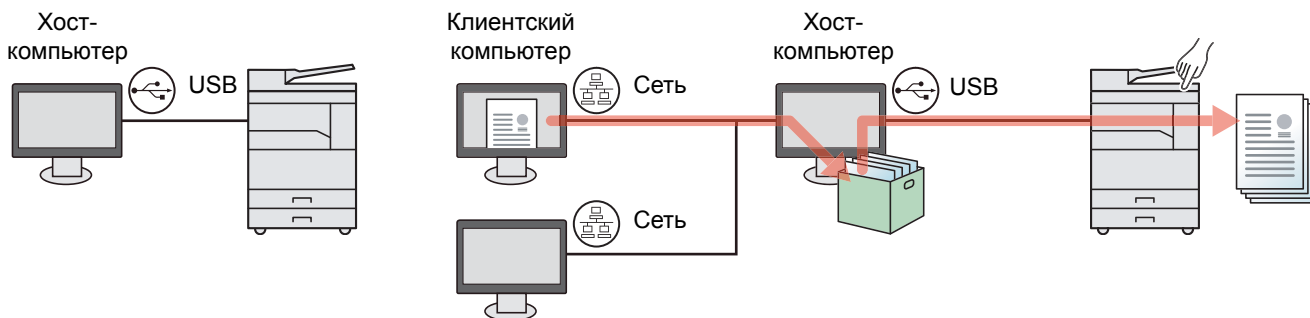 Хост-
компьютер
USB
Клиентский
компьютер
Сеть
Хост-
компьютер
USB
Сеть